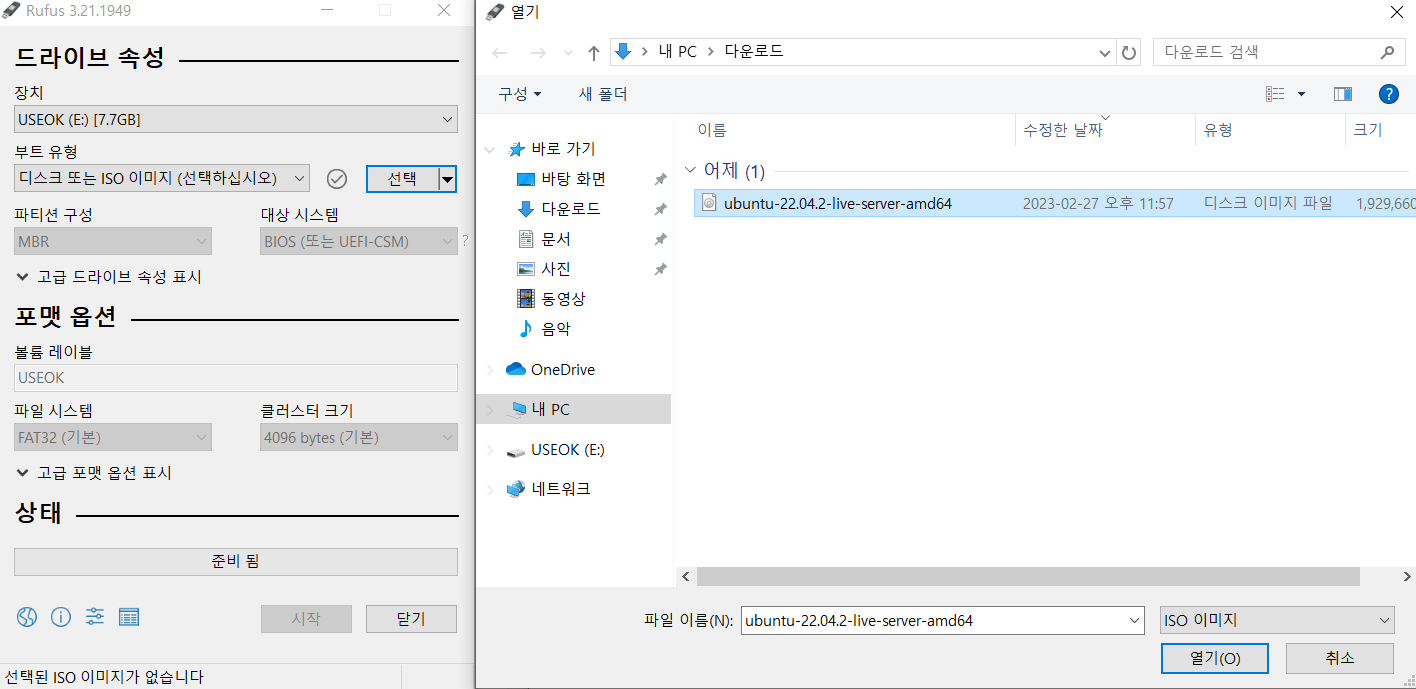 Rufus 3.21.1949
드라이브 속성
장치
USEOK (E:) [7.7GB]
부트 유형
디스크 또는 ISO 이미지 (선택하십시오)
선택
파티션 구성
대상 시스템
MBR
BIOS (또는 UEFI-CSM)
?
고급 드라이브 속성 표시
포맷 옵션
볼륨 레이블
USEOK
파일 시스템
클러스터 크기
FAT32 (기본)
4096 bytes (기본)
고급 포맷 옵션 표시
상태
준비 됨
시작
닫기
선택된 ISO 이미지가 없습니다
열기
내 PC
다운로드
다운로드 검색
구성
새 폴더
?
바로 가기
바탕 화면
다운로드
문서
사진
동영상
음악
OneDrive
내 PC
USEOK (E:)
네트워크
이름
수정한 날짜
유형
크기
어제 (1)
ubuntu-22.04.2-live-server-amd64
2023-02-27 오후 11:57
디스크 이미지 파일
1,929,660
파일 이름(N):
ubuntu-22.04.2-live-server-amd64
ISO 이미지
열기(O)
취소